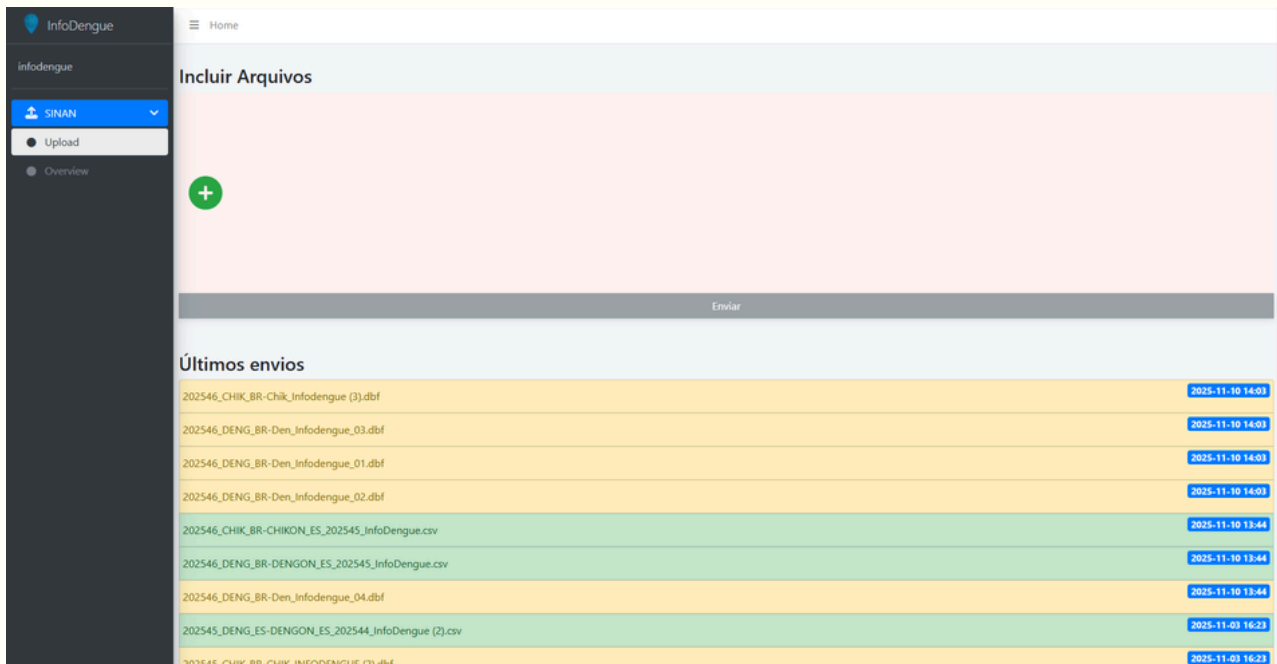 InfoDengue
Home
infodengue
SINAN
Upload
Overview
Incluir Arquivos
Enviar
Últimos envios
202546_CHIK_BR-Chik_Infodengue (3).dbf 2025-11-10 14:03
202546_DENG_BR-Den_Infodengue_03.dbf 2025-11-10 14:03
202546_DENG_BR-Den_Infodengue_01.dbf 2025-11-10 14:03
202546_DENG_BR-Den_Infodengue_02.dbf 2025-11-10 14:03
202546_CHIK_BR-CHIKON_ES_202545_InfoDengue.csv 2025-11-10 13:44
202546_DENG_BR-DENGON_ES_202545_InfoDengue.csv 2025-11-10 13:44
202546_DENG_BR-Den_Infodengue_04.dbf 2025-11-10 13:44
202545_DENG_ES-DENGON_ES_202544_InfoDengue (2).csv 2025-11-03 16:23
202545_CHIK_BR-CHIK_INFODENGUE (2).dbf 2025-11-03 16:23